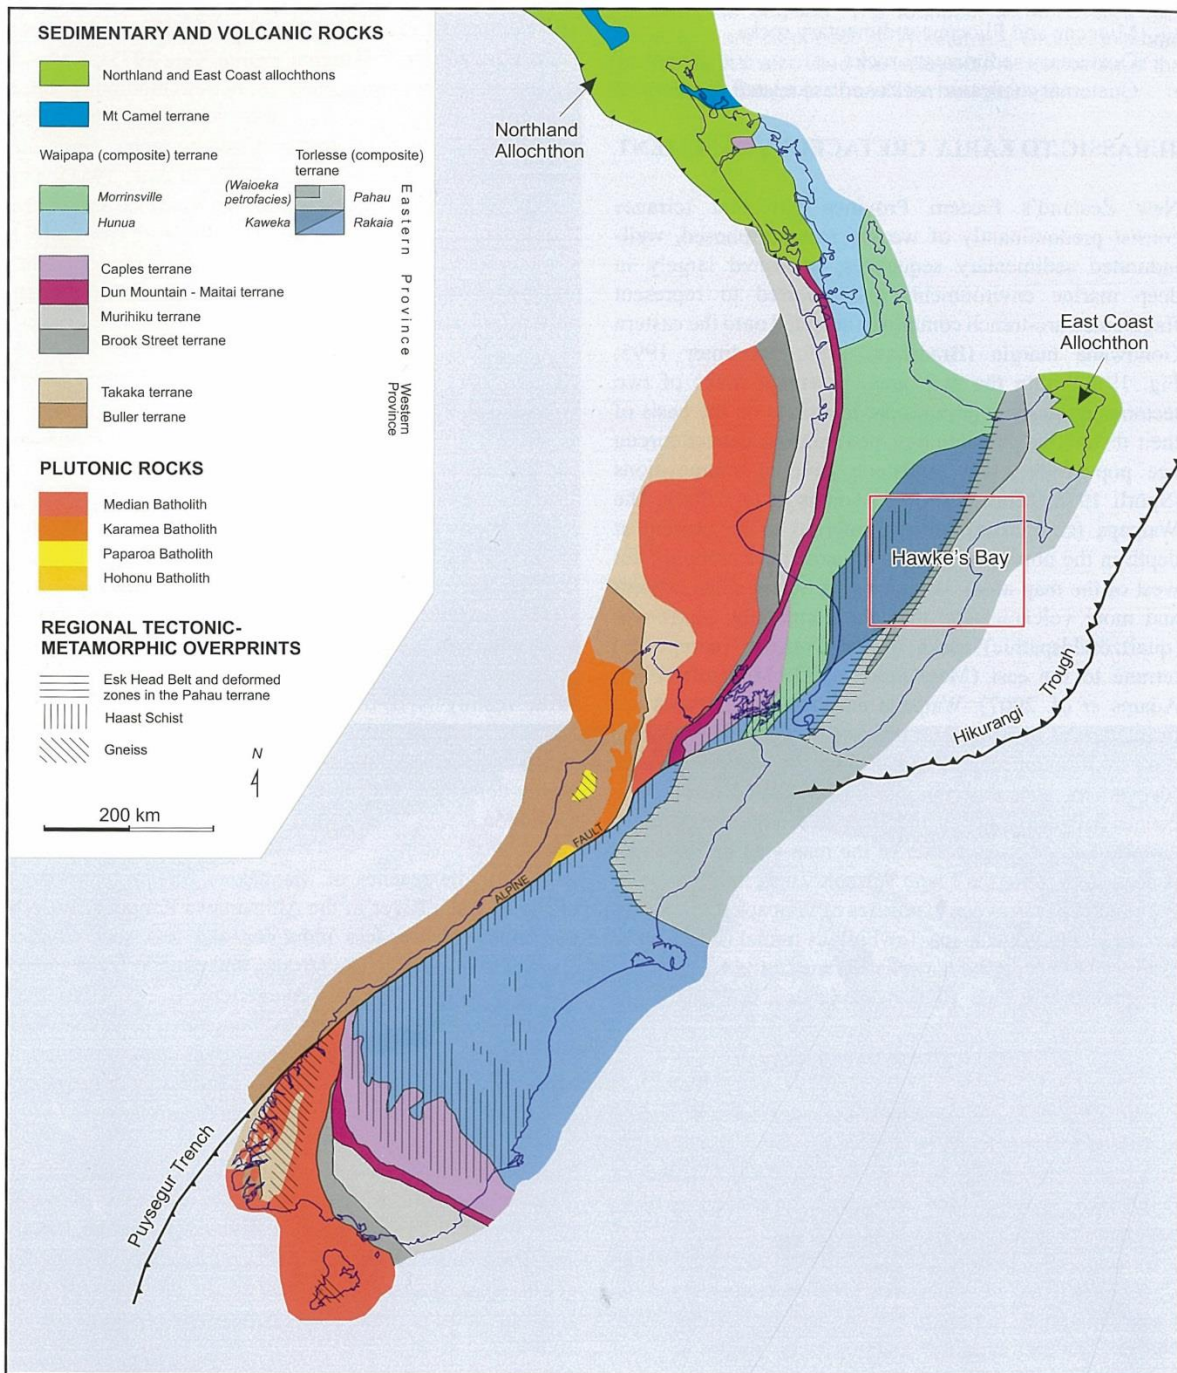 SEDIMENTARY AND VOLCANIC ROCKS
Northland and East Coast allochthons
Mt Camel terrane
Waipapa (composite) terrane
Torlesse (composite)
terrane
Morrinsville
Hunua
(Waioeka
petrofacies)
Pahau
Kaweka
Rakaia
Eastern Province
Caples terrane
Dun Mountain - Maitai terrane
Murihiku terrane
Brook Street terrane
Takaka terrane
Buller terrane
Western
Province
PLUTONIC ROCKS
Median Batholith
Karamea Batholith
Paparoa Batholith
Hohonu Batholith
REGIONAL TECTONIC-
METAMORPHIC OVERPRINTS
Esk Head Belt and deformed
zones in the Pahau terrane
Haast Schist
Gneiss
N
200 km
Northland
Allochthon
East Coast
Allochthon
Hawke's Bay
Hikurangi Trough
ALPINE FAULT
Puysegur Trench